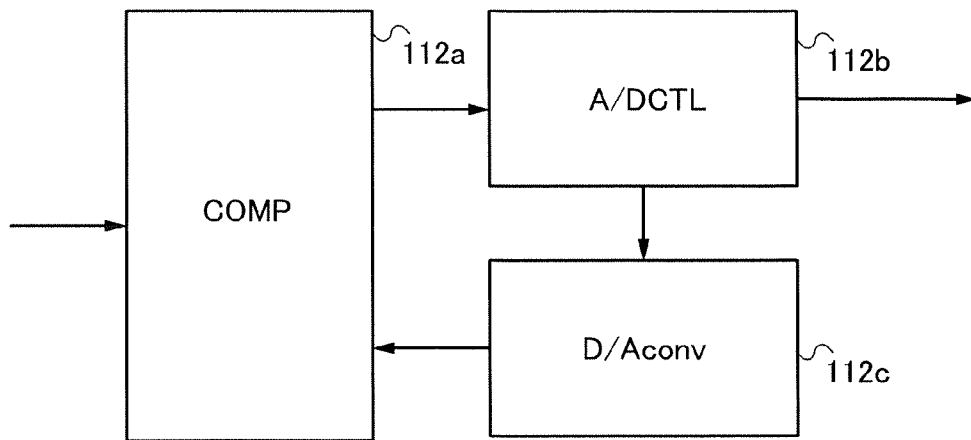 112a
112b
A/DCTL
COMP
D/Aconv
112c